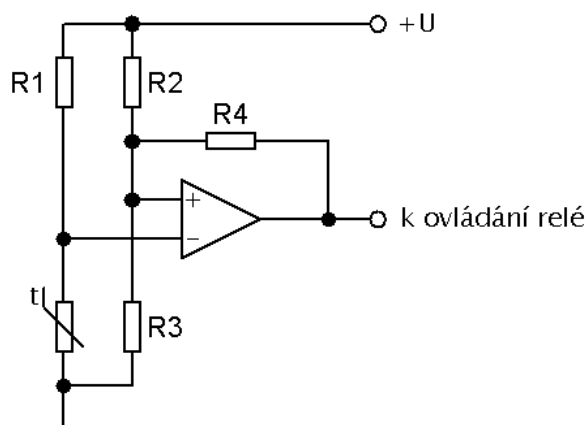 +U
R1
R2
R4
+
k ovládání relé
−
t
R3